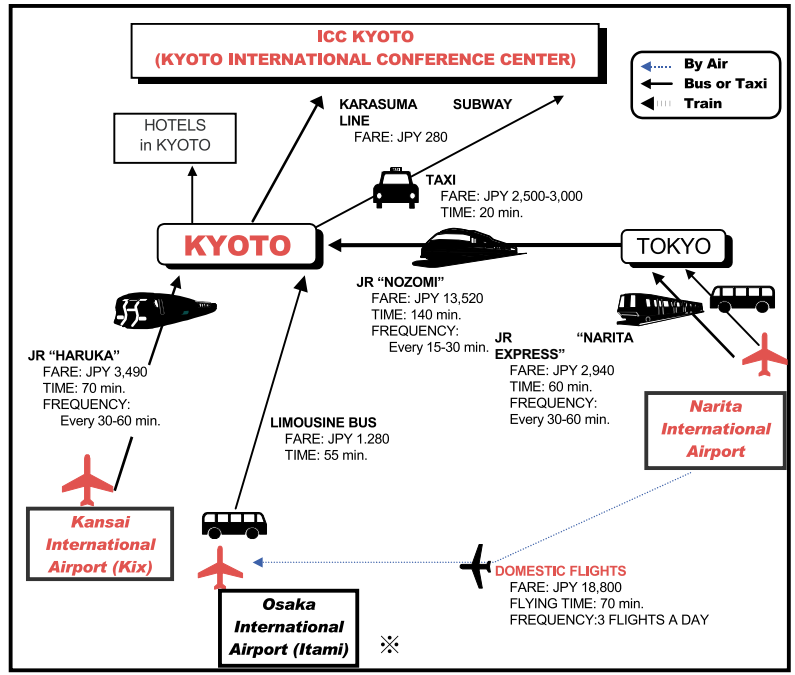 ICC KYOTO
(KYOTO INTERNATIONAL CONFERENCE CENTER)
By Air
Bus or Taxi
Train
KARASUMA SUBWAY
LINE
FARE: JPY 280
HOTELS
in KYOTO
TAXI
FARE: JPY 2,500-3,000
TIME: 20 min.
KYOTO
TOKYO
JR “NOZOMI”
FARE: JPY 13,520
TIME: 140 min.
FREQUENCY:
Every 15-30 min.
JR “NARITA
EXPRESS”
FARE: JPY 2,940
TIME: 60 min.
FREQUENCY:
Every 30-60 min.
JR “HARUKA”
FARE: JPY 3,490
TIME: 70 min.
FREQUENCY:
Every 30-60 min.
LIMOUSINE BUS
FARE: JPY 1.280
TIME: 55 min.
Narita
International
Airport
Kansai
International
Airport (Kix)
DOMESTIC FLIGHTS
FARE: JPY 18,800
FLYING TIME: 70 min.
FREQUENCY:3 FLIGHTS A DAY
Osaka
International
Airport (Itami)
※